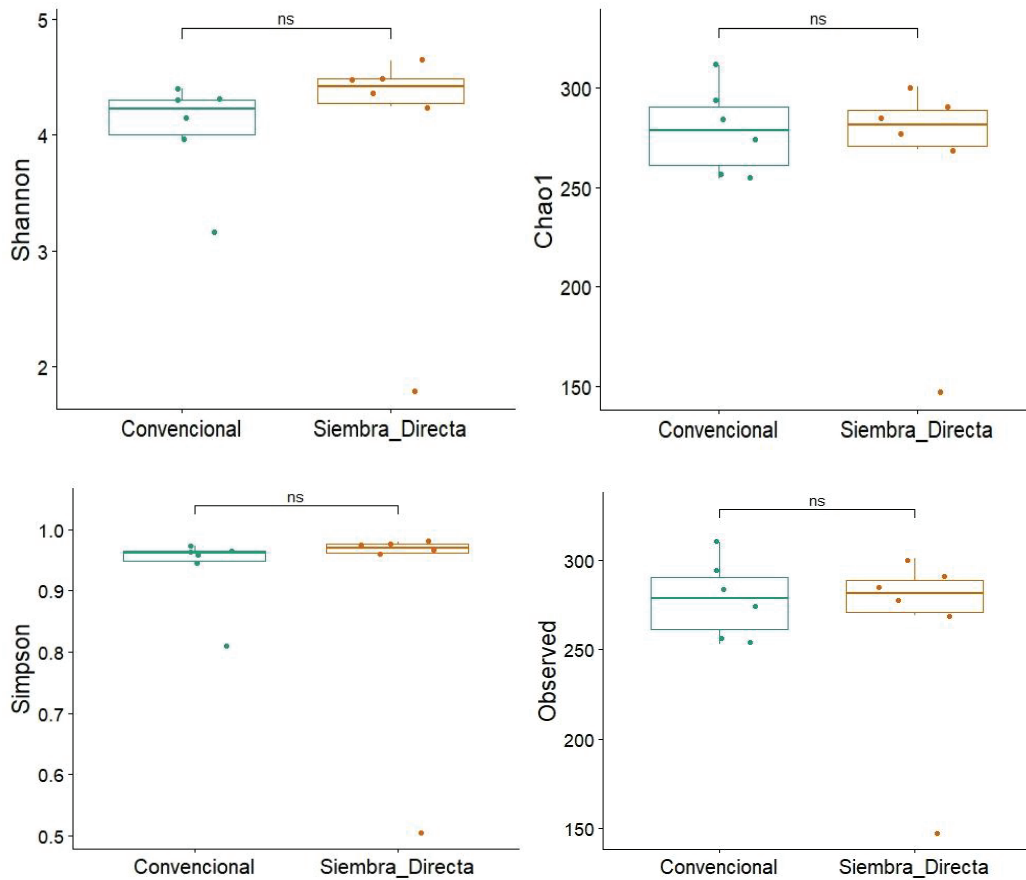 ns
5
4
3
2
Shannon
Convencional Siembra_Directa
ns
300
250
200
150
Chao1
Convencional Siembra_Directa
ns
1.0
0.9
0.8
0.7
0.6
0.5
Simpson
Convencional Siembra_Directa
ns
300
250
200
150
Observed
Convencional Siembra_Directa